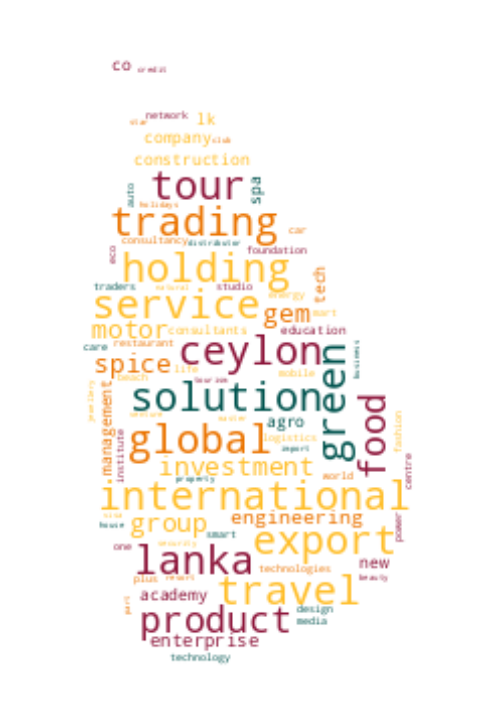 co credit
network
star lk
company club
construction
tour spa
auto
holidays
trading car
consultancy distributor
eco foundation
holding
tech
traders natural studio
energy
service gem mart
motor consultants education
care restaurant ceylon business
spice life
beach tourism mobile
green
solution
jewellery
management
food
agro
fashion
global logistics
institute import
investment centre
property world
international
visa
house group engineering power
smart
security export
one lanka new
technologies
plus resort beauty
travel
academy
part
product design
media
enterprise
technology